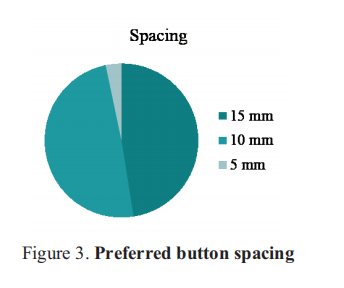 Spacing
15 mm
10 mm
5 mm
Figure 3. Preferred button spacing